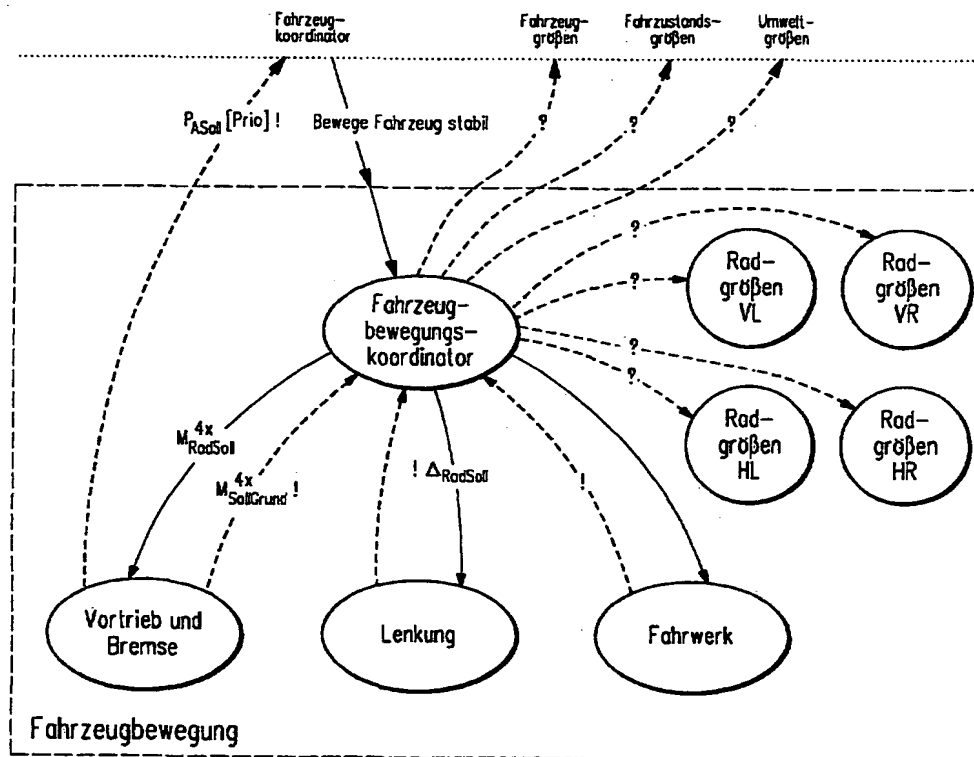 Fahrzeug-
koordinator
Fahrzeug-
größen
Fahrzustands-
größen
Umwelt-
größen
P_ASoll [Prio] !
Bewege Fahrzeug stabil
?
?
?
?
?
?
?
Rad-
größen
VL
Rad-
größen
VR
Fahrzeug-
bewegungs-
koordinator
Rad-
größen
HL
Rad-
größen
HR
M^4x_RadSoll
M^4x_SollGrund !
! Δ_RadSoll
!
Vortrieb und
Bremse
Lenkung
Fahrwerk
Fahrzeugbewegung